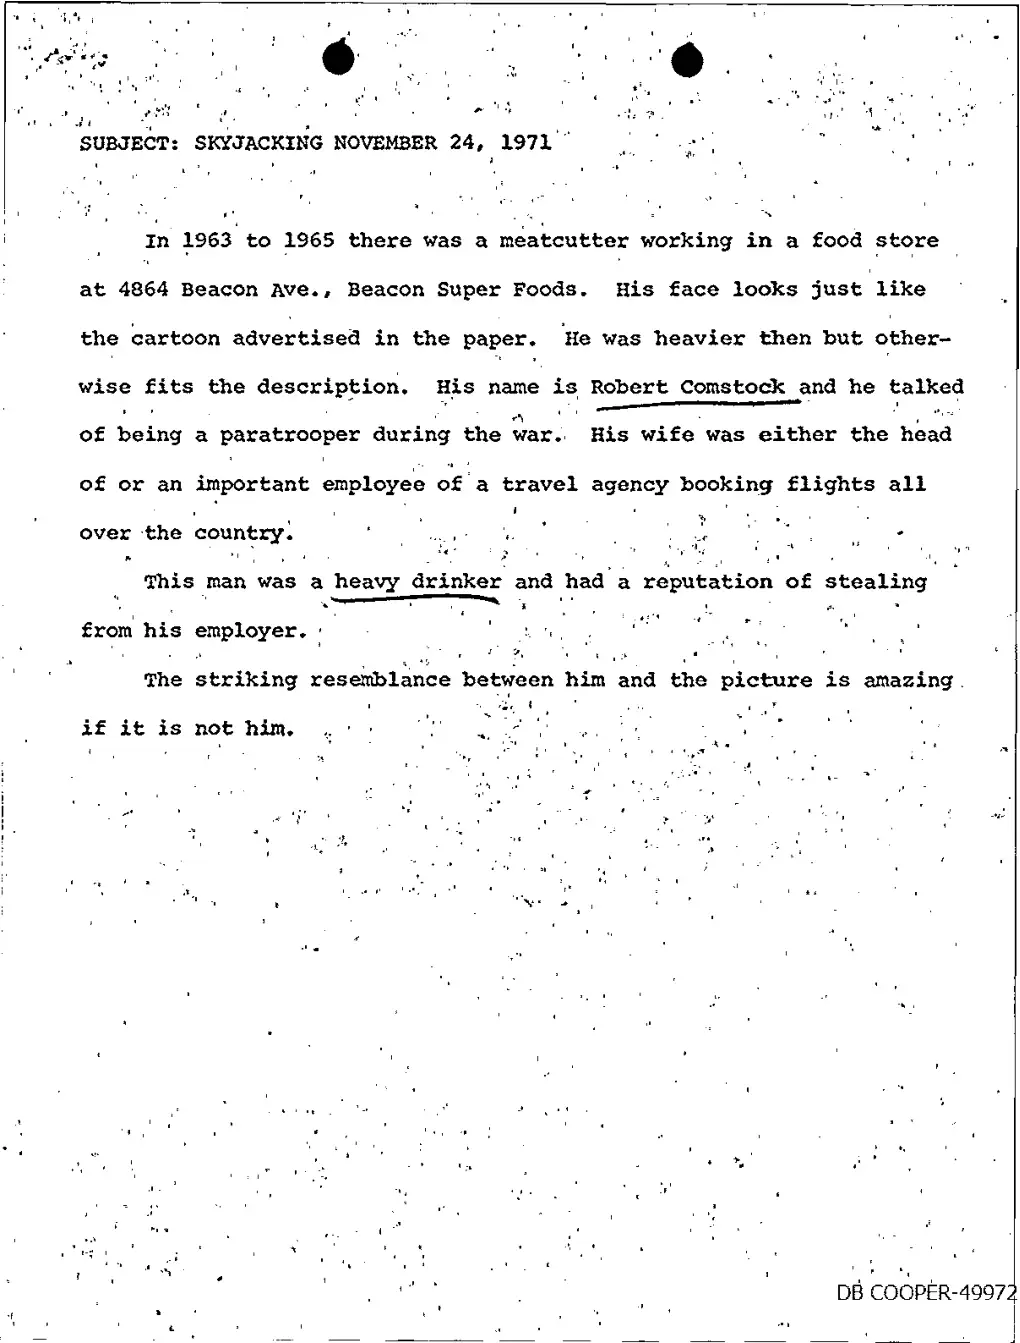 SUBJECT: SKYJACKING NOVEMBER 24, 1971
In 1963 to 1965 there was a meatcutter working in a food store
at 4864 Beacon Ave., Beacon Super Foods. His face looks just like
the cartoon advertised in the paper. He was heavier then but other-
wise fits the description. His name is Robert Comstock and he talked
of being a paratrooper during the war. His wife was either the head
of or an important employee of a travel agency booking flights all
over the country.
This man was a heavy drinker and had a reputation of stealing
from his employer.
The striking resemblance between him and the picture is amazing
if it is not him.
DB COOPER-49972